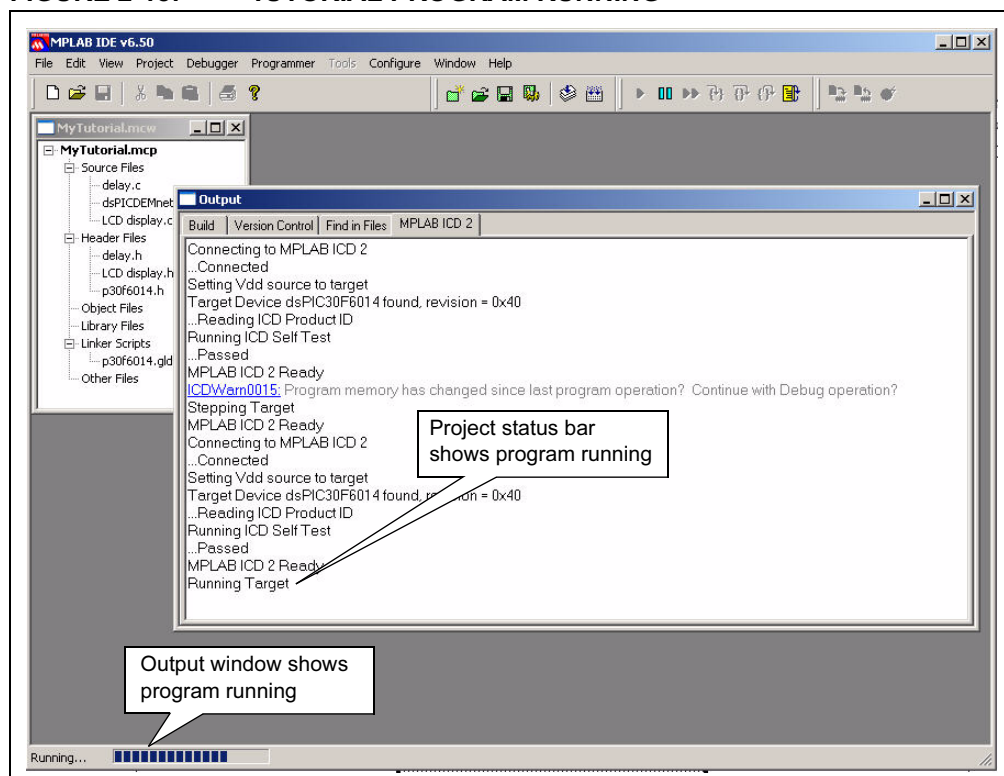 MPLAB IDE v6.50
File Edit View Project Debugger Programmer Tools Configure Window Help
MyTutorial.mcw
MyTutorial.mcp
Source Files
delay.c
dsPICDEMnet
LCD display.c
Header Files
delay.h
LCD display.h
p30f6014.h
Object Files
Library Files
Linker Scripts
p30f6014.gld
Other Files
Output
Build Version Control Find in Files MPLAB ICD 2
Connecting to MPLAB ICD 2
...Connected
Setting Vdd source to target
Target Device dsPIC30F6014 found, revision = 0x40
...Reading ICD Product ID
Running ICD Self Test
...Passed
MPLAB ICD 2 Ready
ICDWarn0015: Program memory has changed since last program operation? Continue with Debug operation?
Stepping Target
MPLAB ICD 2 Ready
Connecting to MPLAB ICD 2
...Connected
Setting Vdd source to target
Target Device dsPIC30F6014 found, revision = 0x40
...Reading ICD Product ID
Running ICD Self Test
...Passed
MPLAB ICD 2 Ready
Running Target
Project status bar
shows program running
Output window shows
program running
Running...